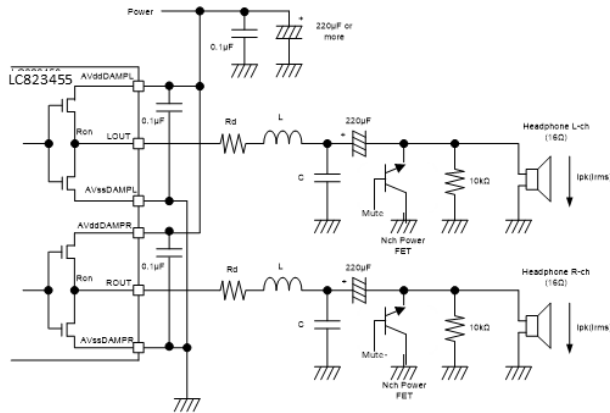 Power
220µF or
more
0.1µF
LC823455
AVddDAMPL
Ron
0.1µF
LOUT
Rd
L
220µF
+
Headphone L-ch
(16Ω)
C
10kΩ
Ipk(Irms)
AVssDAMPL
Mute
Nch Power
FET
AVddDAMPR
Ron
0.1µF
ROUT
Rd
L
220µF
+
Headphone R-ch
(16Ω)
C
10kΩ
Ipk(Irms)
AVssDAMPR
Mute-
Nch Power
FET